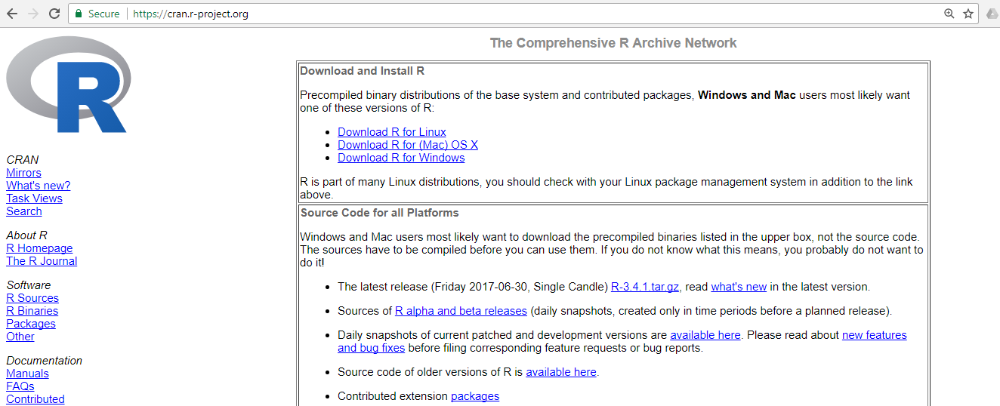 Secure https://cran.r-project.org
R
CRAN
Mirrors
What's new?
Task Views
Search
About R
R Homepage
The R Journal
Software
R Sources
R Binaries
Packages
Other
Documentation
Manuals
FAQs
Contributed
The Comprehensive R Archive Network
Download and Install R
Precompiled binary distributions of the base system and contributed packages, Windows and Mac users most likely want
one of these versions of R:
• Download R for Linux
• Download R for (Mac) OS X
• Download R for Windows
R is part of many Linux distributions, you should check with your Linux package management system in addition to the link
above.
Source Code for all Platforms
Windows and Mac users most likely want to download the precompiled binaries listed in the upper box, not the source code.
The sources have to be compiled before you can use them. If you do not know what this means, you probably do not want to
do it!
• The latest release (Friday 2017-06-30, Single Candle) R-3.4.1.tar.gz, read what's new in the latest version.
• Sources of R alpha and beta releases (daily snapshots, created only in time periods before a planned release).
• Daily snapshots of current patched and development versions are available here. Please read about new features
and bug fixes before filing corresponding feature requests or bug reports.
• Source code of older versions of R is available here.
• Contributed extension packages